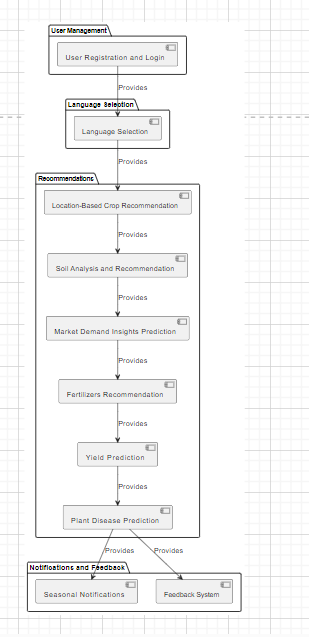 User Management
User Registration and Login
Provides
Language Selection
Language Selection
Provides
Recommendations
Location-Based Crop Recommendation
Provides
Soil Analysis and Recommendation
Provides
Market Demand Insights Prediction
Provides
Fertilizers Recommendation
Provides
Yield Prediction
Provides
Plant Disease Prediction
Provides Provides
Notifications and Feedback
Seasonal Notifications Feedback System